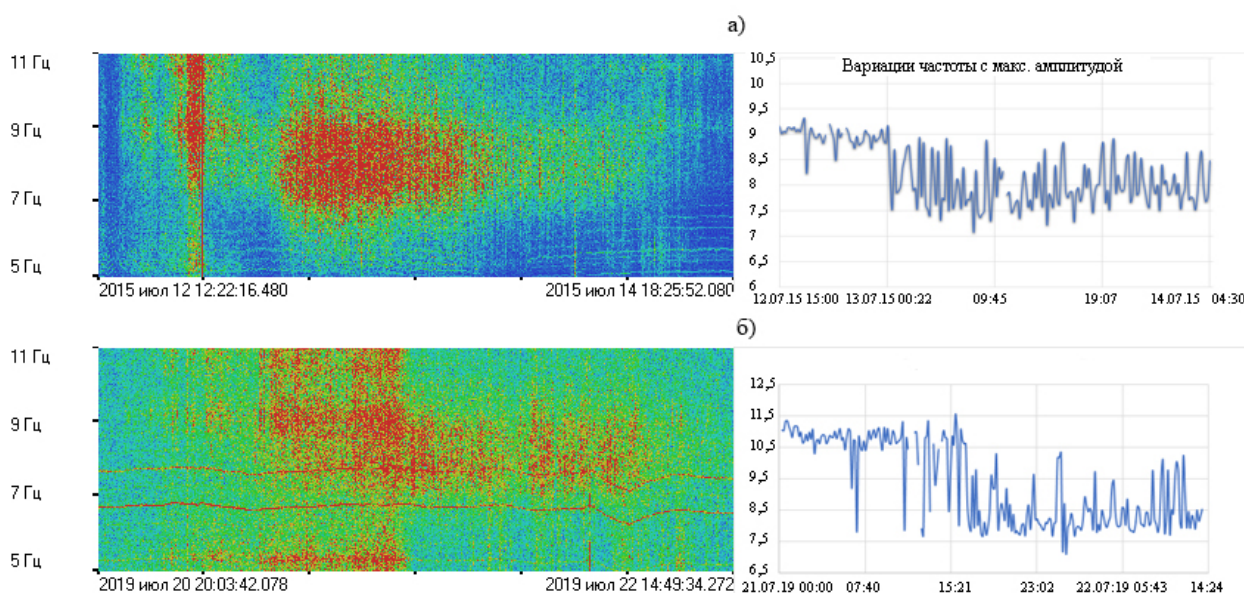 а)
11 Гц
9 Гц
7 Гц
5 Гц
2015 июл 12 12:22:16.480
2015 июл 14 18:25:52.080
Вариации частоты с макс. амплитудой
10,5
10
9,5
9
8,5
8
7,5
7
6,5
6
12.07.15 15:00 13.07.15 00:22 09:45 19:07 14.07.15 04:30
б)
11 Гц
9 Гц
7 Гц
5 Гц
2019 июл 20 20:03:42.078
2019 июл 22 14:49:34.272
12,5
11,5
10,5
9,5
8,5
7,5
6,5
21.07.19 00:00 07:40 15:21 23:02 22.07:19 05:43 14:24